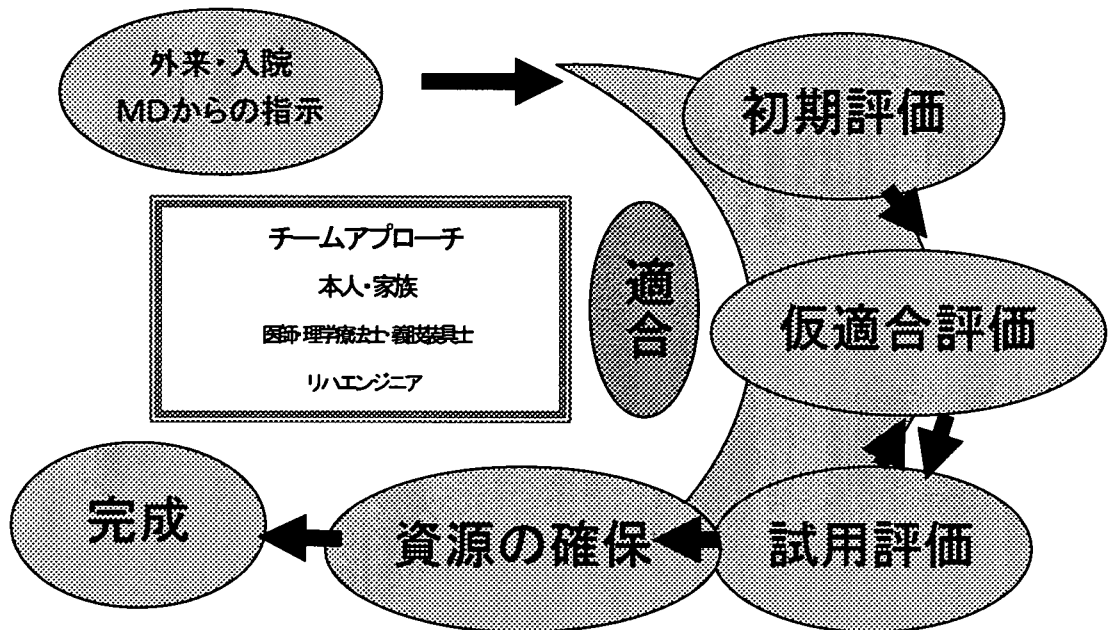 外来・入院
MDからの指示
初期評価
チームアプローチ
本人・家族
医師・理学療法士・義肢装具士
リハエンジニア
適合
仮適合評価
試用評価
資源の確保
完成